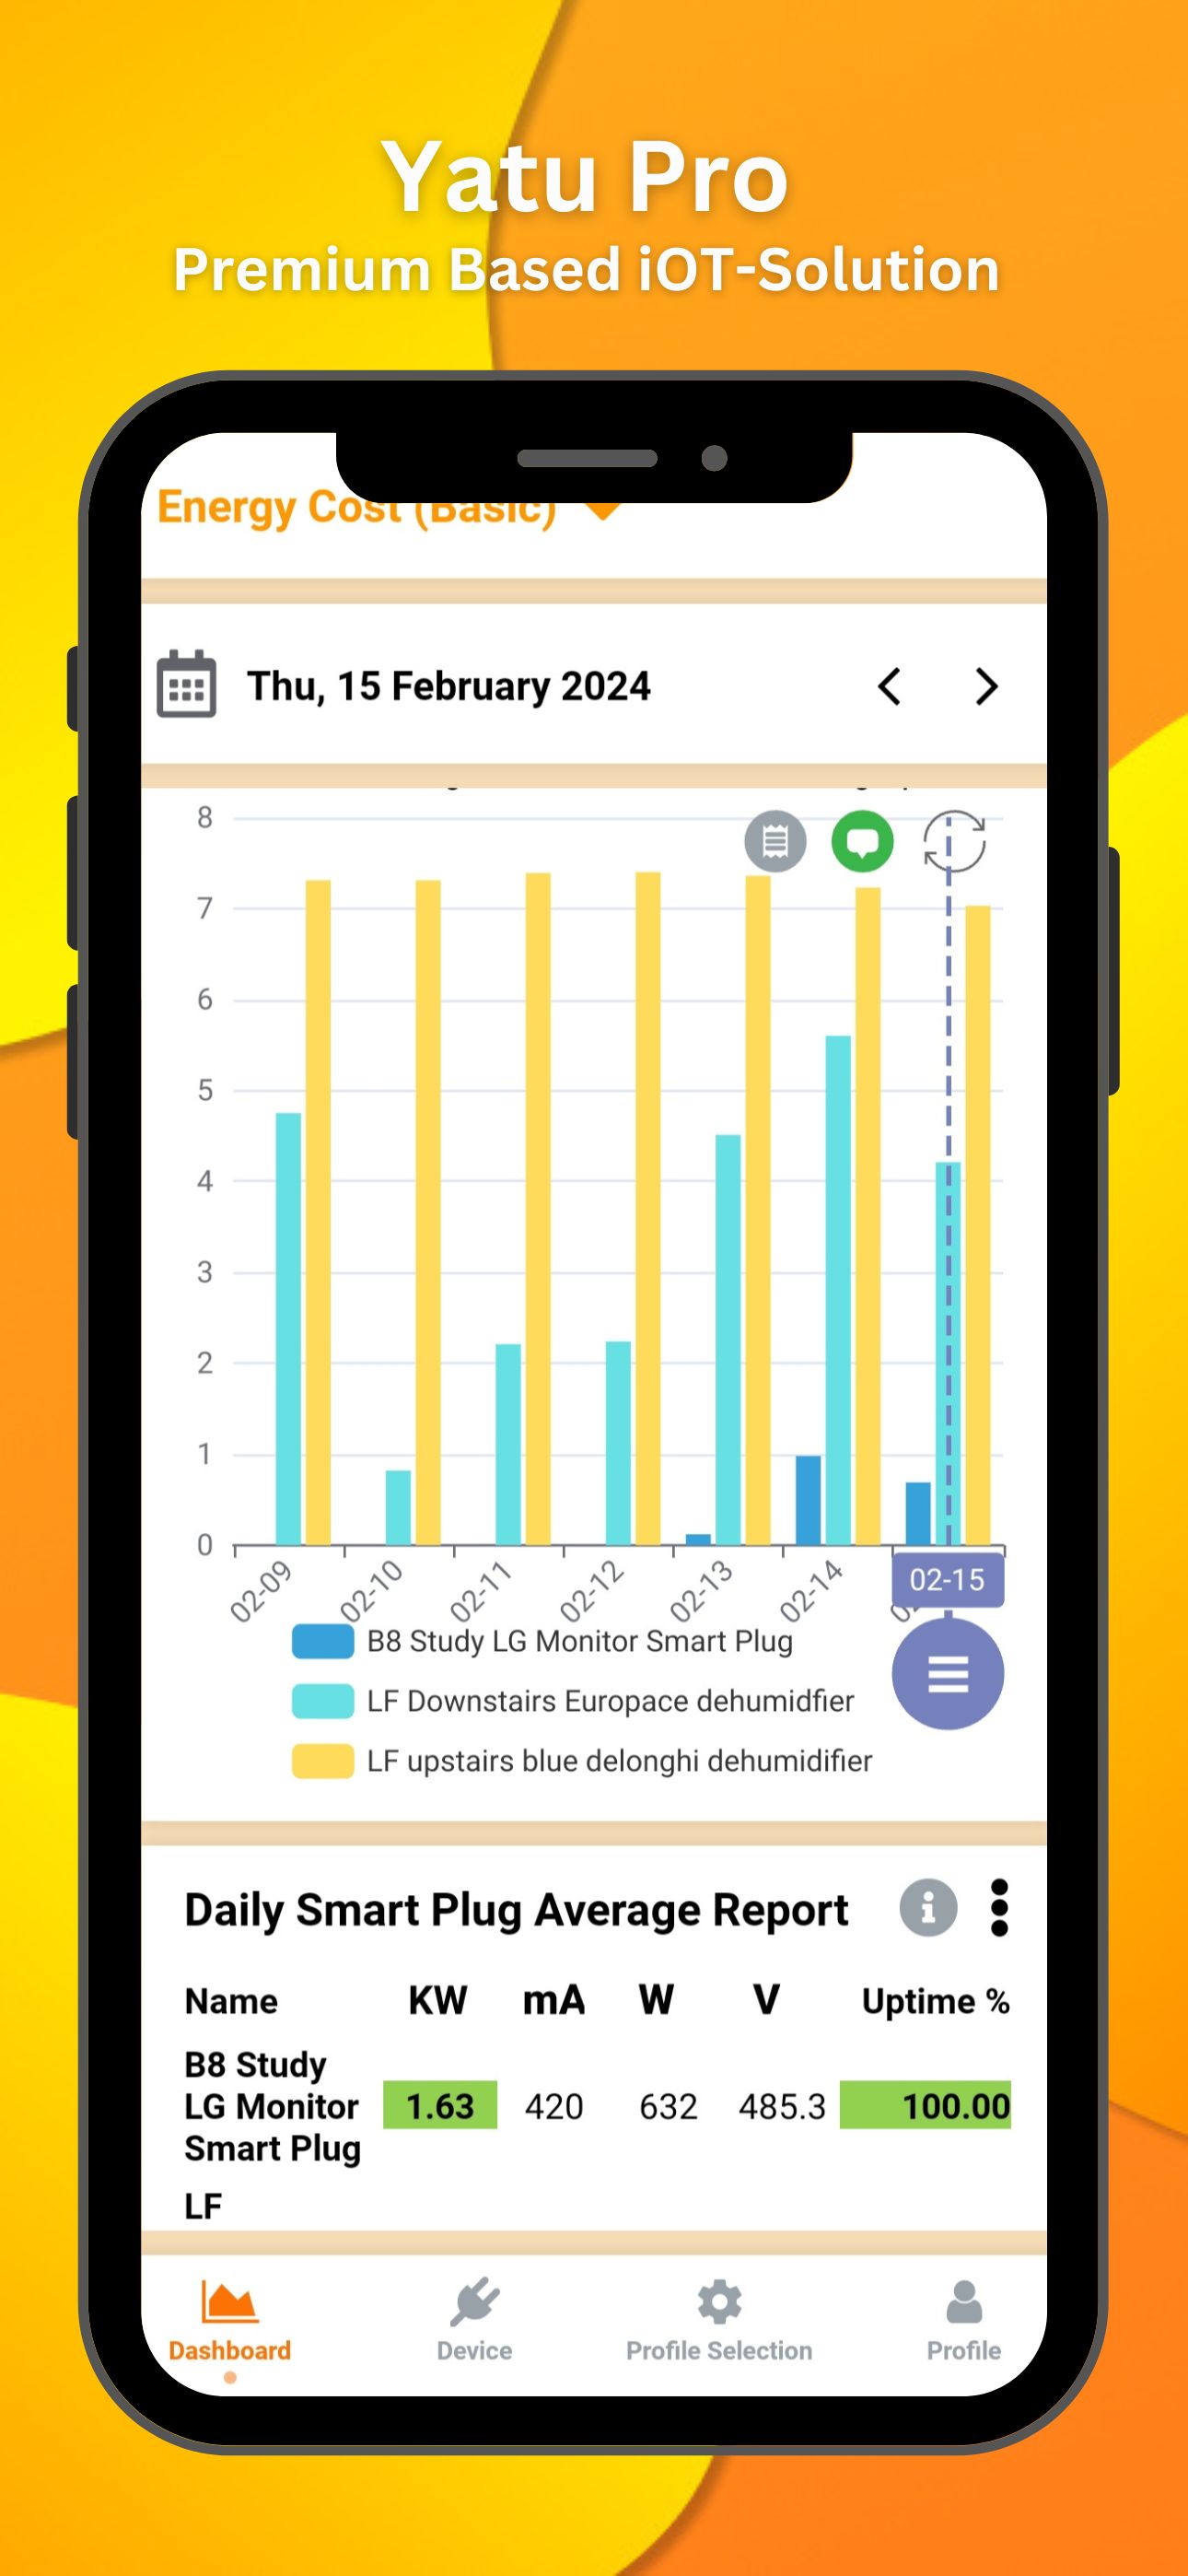 Yatu Pro
Premium Based iOT-Solution
Energy Cost (Basic)
Thu, 15 February 2024
8
7
6
5
4
3
2
1
0
02-09
02-10
02-11
02-12
02-13
02-14
02-15
B8 Study LG Monitor Smart Plug
LF Downstairs Europace dehumidfier
LF upstairs blue delonghi dehumidifier
Daily Smart Plug Average Report
Name KW mA W V Uptime %
B8 Study
LG Monitor 1.63 420 632 485.3 100.00
Smart Plug
LF
Dashboard Device Profile Selection Profile